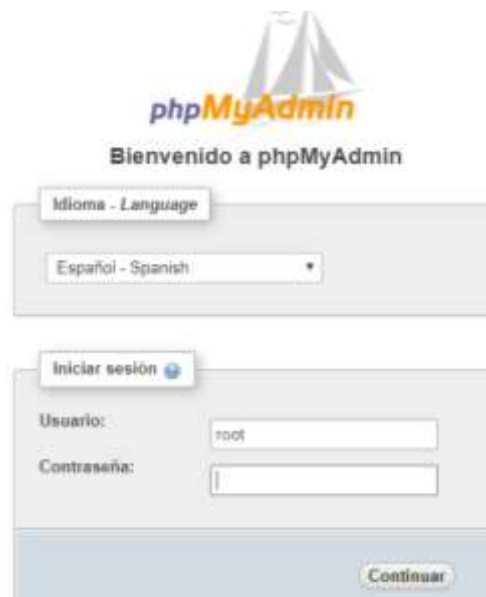 phpMyAdmin
Bienvenido a phpMyAdmin
Idioma - Language
Español - Spanish
Iniciar sesión
Usuario:
root
Contraseña:
Continuar